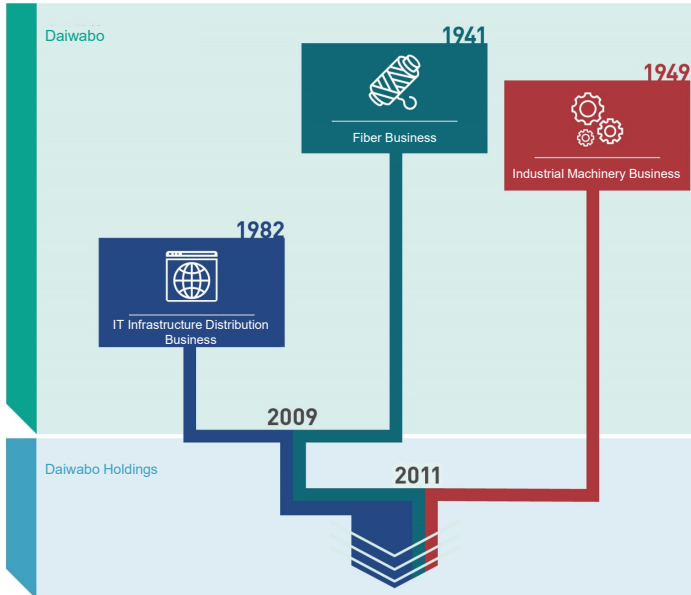 Daiwabo
1941
Fiber Business
1949
Industrial Machinery Business
1982
IT Infrastructure Distribution
Business
2009
Daiwabo Holdings
2011